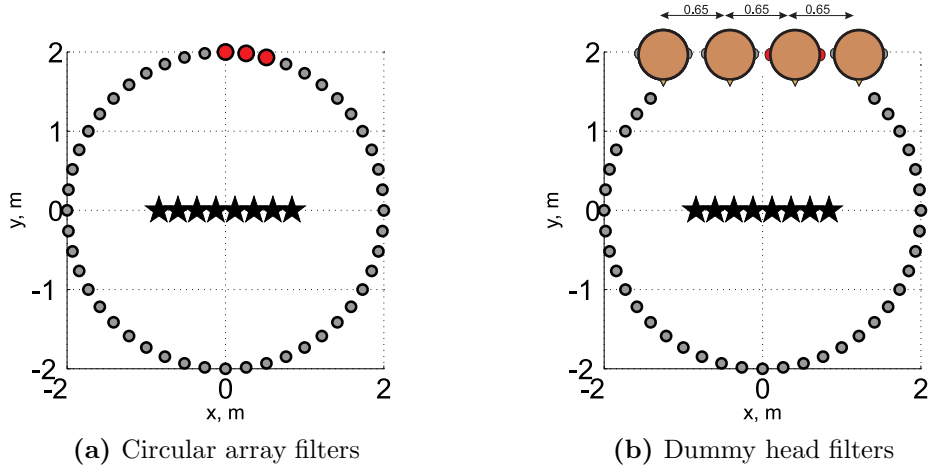 0.65 0.65 0.65
2 2
1 1
y, m 0 y, m 0
-1 -1
-2 -2
-2 0 2 -2 0 2
x, m x, m
(a) Circular array filters (b) Dummy head filters